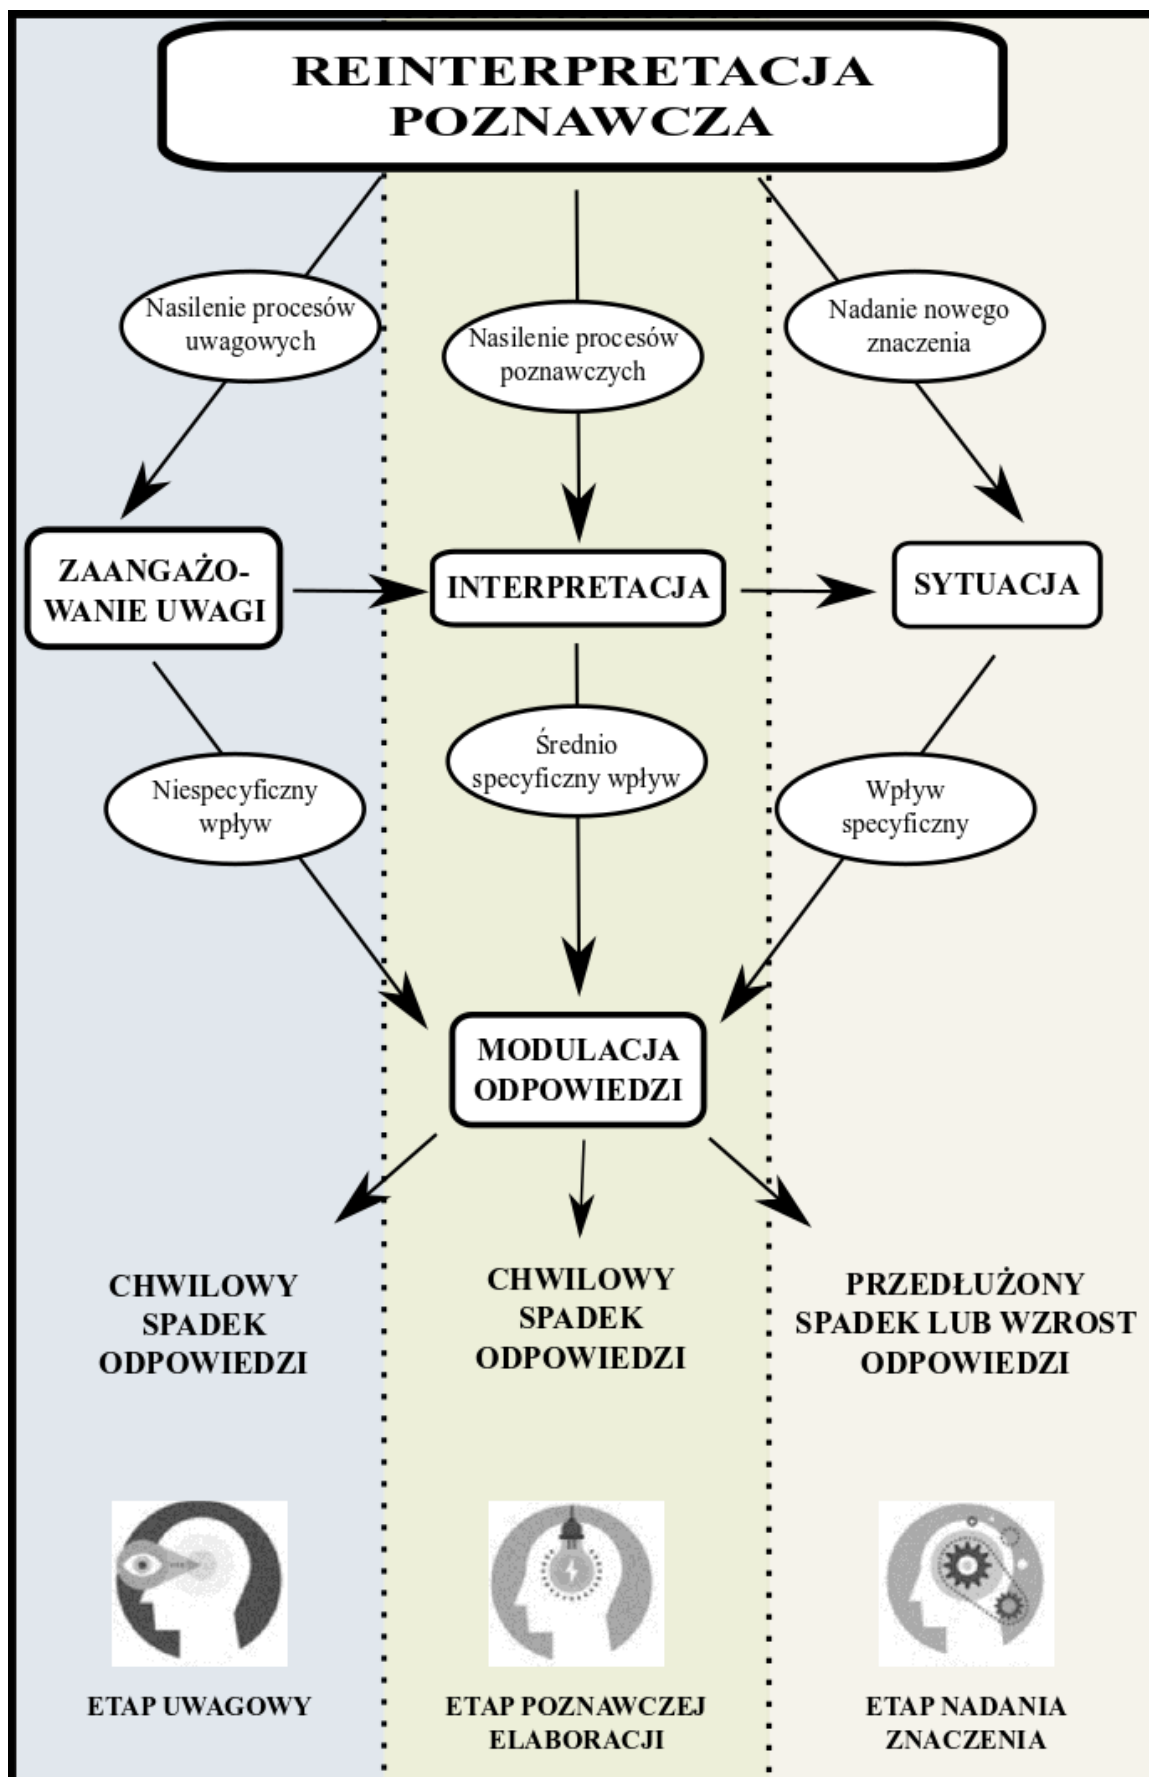 REINTERPRETACJA
POZNAWCZA
Nasilenie procesów
uwagowych
Nasilenie procesów
poznawczych
Nadanie nowego
znaczenia
ZAANGAŻO-
WANIE UWAGI
INTERPRETACJA
SYTUACJA
Niespecyficzny
wpływ
Średnio
specyficzny wpływ
Wpływ
specyficzny
MODULACJA
ODPOWIEDZI
CHWILOWY
SPADEK
ODPOWIEDZI
CHWILOWY
SPADEK
ODPOWIEDZI
PRZEDŁUŻONY
SPADEK LUB WZROST
ODPOWIEDZI
ETAP UWAGOWY
ETAP POZNAWCZEJ
ELABORACJI
ETAP NADANIA
ZNACZENIA